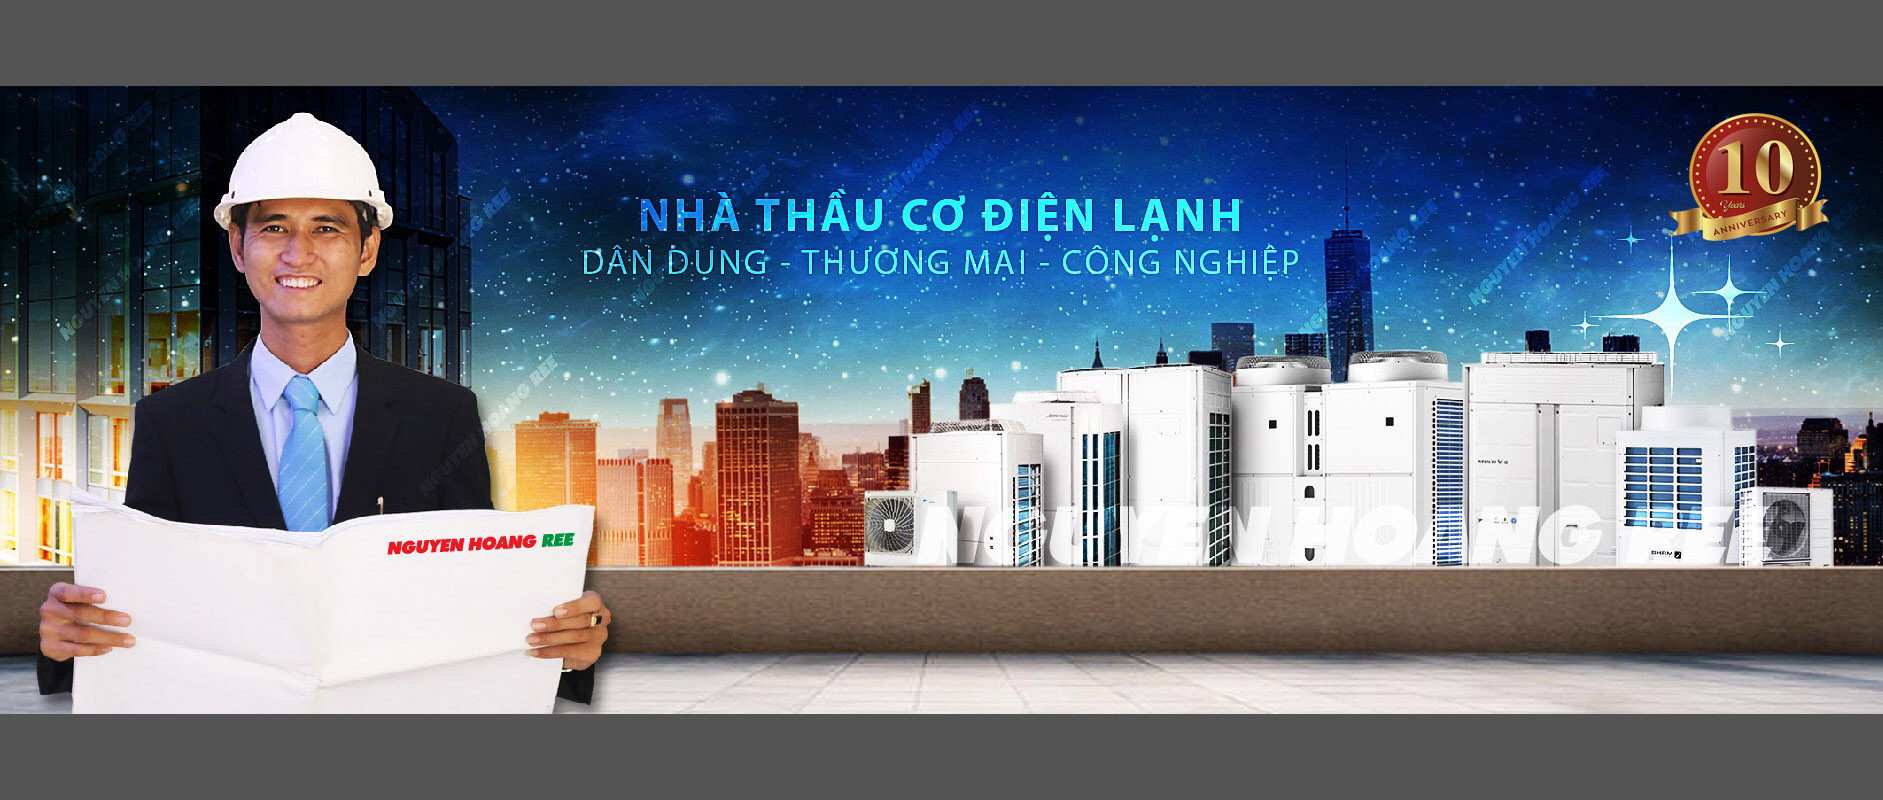 NHÀ THẦU CƠ ĐIỆN LẠNH
DÂN DỤNG - THƯƠNG MẠI - CÔNG NGHIỆP
10
Years
ANNIVERSARY
NGUYEN HOANG REE
NGUYEN HOANG REE